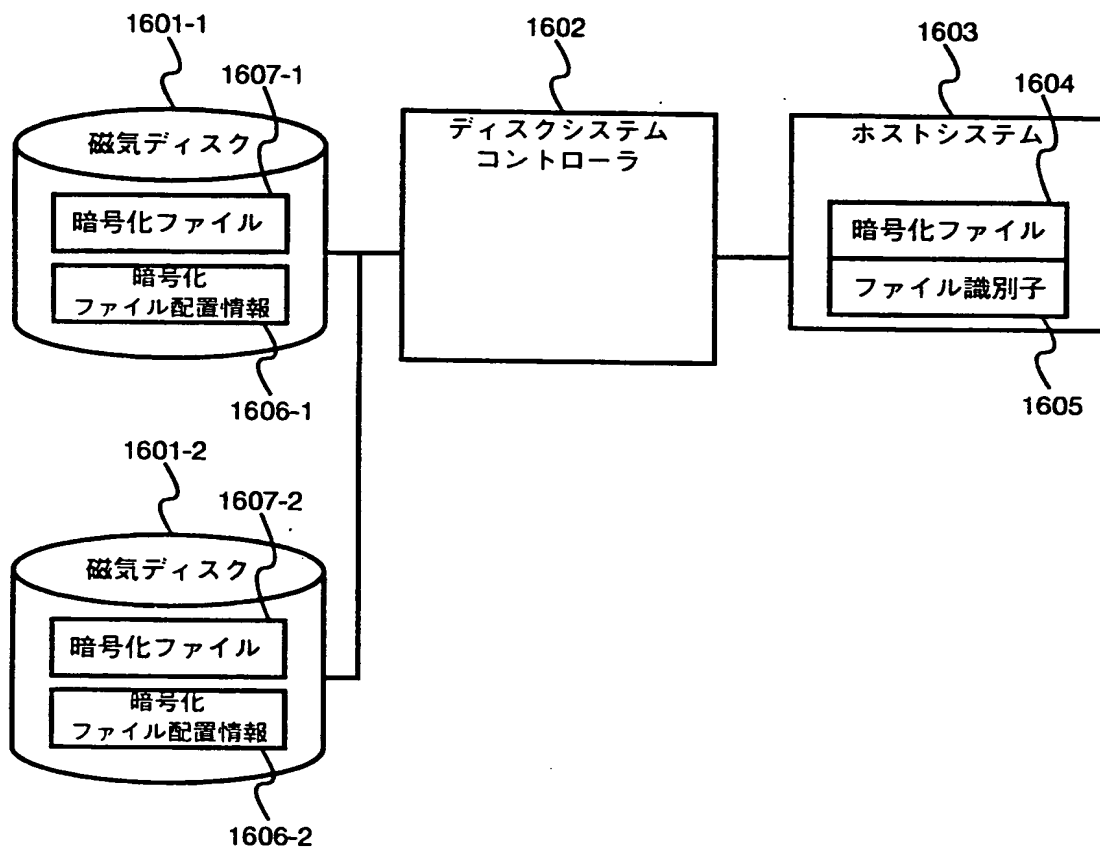 1601-1
1607-1
磁気ディスク
暗号化ファイル
暗号化
ファイル配置情報
1606-1
1602
ディスクシステム
コントローラ
1603
1604
ホストシステム
暗号化ファイル
ファイル識別子
1605
1601-2
1607-2
磁気ディスク
暗号化ファイル
暗号化
ファイル配置情報
1606-2